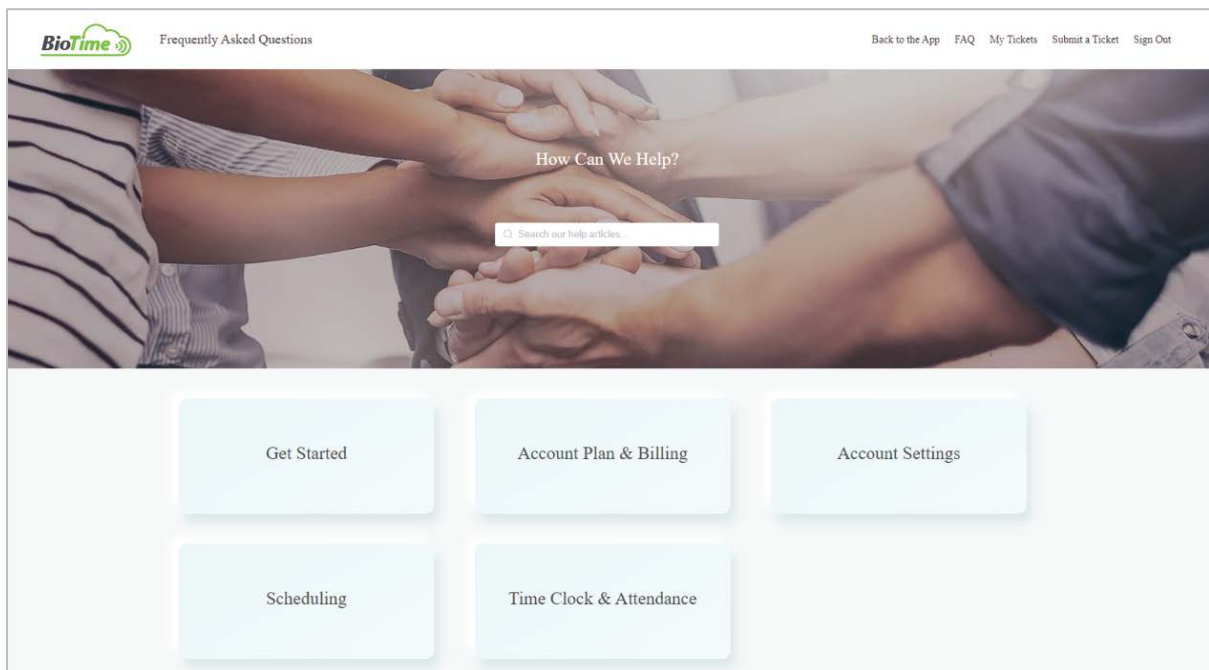 BioTime
Frequently Asked Questions
Back to the App FAQ My Tickets Submit a Ticket Sign Out
How Can We Help?
Search our help articles...
Get Started
Account Plan & Billing
Account Settings
Scheduling
Time Clock & Attendance